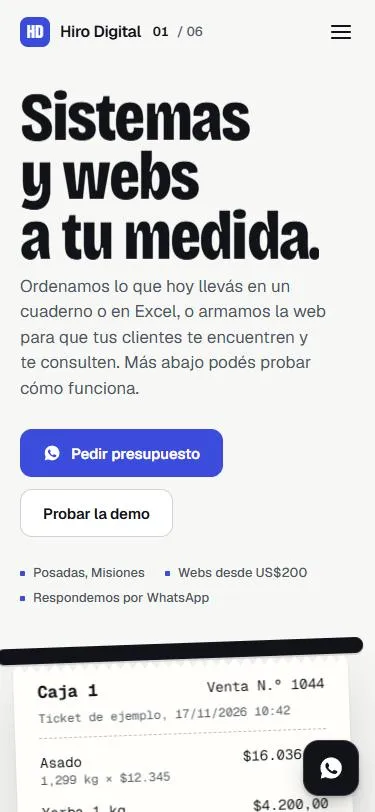 HD Hiro Digital 01 / 06
Sistemas
y webs
a tu medida.
Ordenamos lo que hoy llevás en un
cuaderno o en Excel, o armamos la web
para que tus clientes te encuentren y
te consulten. Más abajo podés probar
cómo funciona.
Pedir presupuesto
Probar la demo
Posadas, Misiones
Webs desde US$200
Respondemos por WhatsApp
Caja 1
Venta N.º 1044
Ticket de ejemplo, 17/11/2026 10:42
Asado
$16.036
1,299 kg × $12.345
Yerba 1 kg
$4.200,00